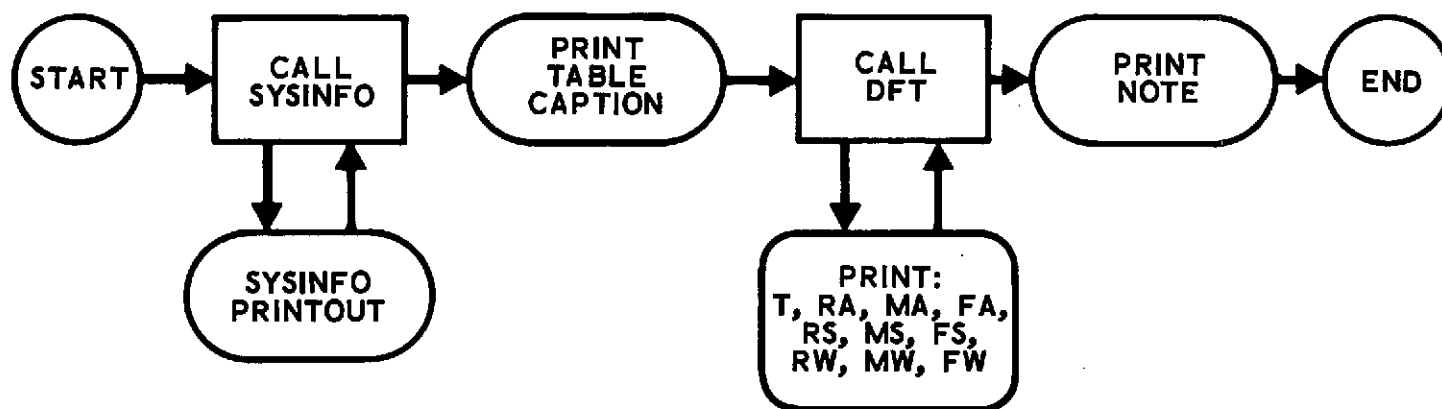 START
CALL
SYSINFO
PRINT
TABLE
CAPTION
CALL
DFT
PRINT
NOTE
END
SYSINFO
PRINTOUT
PRINT:
T, RA, MA, FA,
RS, MS, FS,
RW, MW, FW